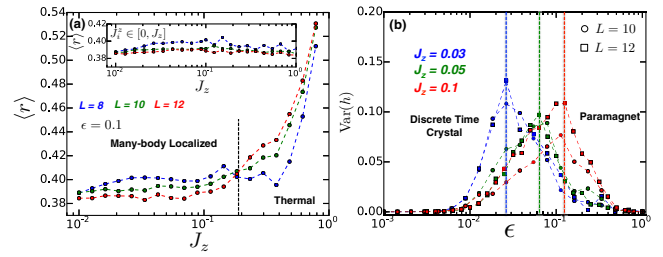 (a)
J_i^z ∈ [0, J_z]
⟨r⟩
0.42
0.40
0.38
10^-2 10^-1 10^0
J_z
L = 8 L = 10 L = 12
ϵ = 0.1
Many-body Localized
Thermal
⟨r⟩
0.54
0.52
0.50
0.48
0.46
0.44
0.42
0.40
0.38
10^-2 10^-1 10^0
J_z
(b)
L = 10
L = 12
J_z = 0.03
J_z = 0.05
J_z = 0.1
Discrete Time
Crystal
Paramagnet
Var(h)
0.20
0.15
0.10
0.05
0.00
10^-3 10^-2 10^-1 10^0
ϵ